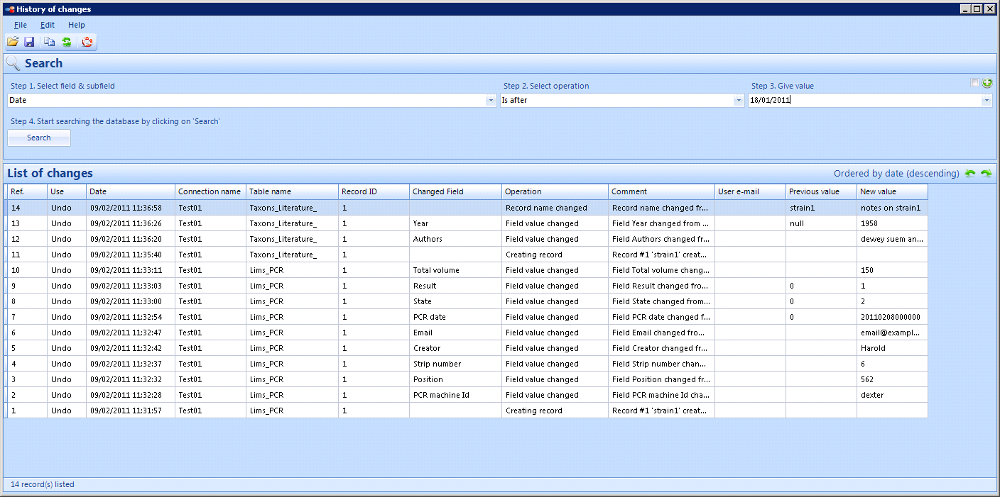 History of changes
File Edit Help
Search
Step 1. Select field & subfield Step 2. Select operation Step 3. Give value
Date Is after 18/01/2011
Step 4. Start searching the database by clicking on 'Search'
Search
List of changes Ordered by date (descending)
Ref. Use Date Connection name Table name Record ID Changed Field Operation Comment User e-mail Previous value New value
14 Undo 09/02/2011 11:36:58 Test01 Taxons_Literature_ 1 Record name changed Record name changed fr... strain1 notes on strain1
13 Undo 09/02/2011 11:36:26 Test01 Taxons_Literature_ 1 Year Field value changed Field Year changed from ... null 1958
12 Undo 09/02/2011 11:36:20 Test01 Taxons_Literature_ 1 Authors Field value changed Field Authors changed fr... dewey suem an...
11 Undo 09/02/2011 11:35:40 Test01 Taxons_Literature_ 1 Creating record Record #1 'strain1' creat...
10 Undo 09/02/2011 11:33:11 Test01 Lims_PCR 1 Total volume Field value changed Field Total volume chang... 150
9 Undo 09/02/2011 11:33:03 Test01 Lims_PCR 1 Result Field value changed Field Result changed fro... 0 1
8 Undo 09/02/2011 11:33:00 Test01 Lims_PCR 1 State Field value changed Field State changed from... 0 2
7 Undo 09/02/2011 11:32:54 Test01 Lims_PCR 1 PCR date Field value changed Field PCR date changed f... 0 20110208000000
6 Undo 09/02/2011 11:32:47 Test01 Lims_PCR 1 Email Field value changed Field Email changed fro... email@exampl...
5 Undo 09/02/2011 11:32:42 Test01 Lims_PCR 1 Creator Field value changed Field Creator changed fr... Harold
4 Undo 09/02/2011 11:32:37 Test01 Lims_PCR 1 Strip number Field value changed Field Strip number chan... 6
3 Undo 09/02/2011 11:32:32 Test01 Lims_PCR 1 Position Field value changed Field Position changed fr... 562
2 Undo 09/02/2011 11:32:28 Test01 Lims_PCR 1 PCR machine Id Field value changed Field PCR machine Id cha... dexter
1 Undo 09/02/2011 11:31:57 Test01 Lims_PCR 1 Creating record Record #1 'strain1' creat...
14 record(s) listed